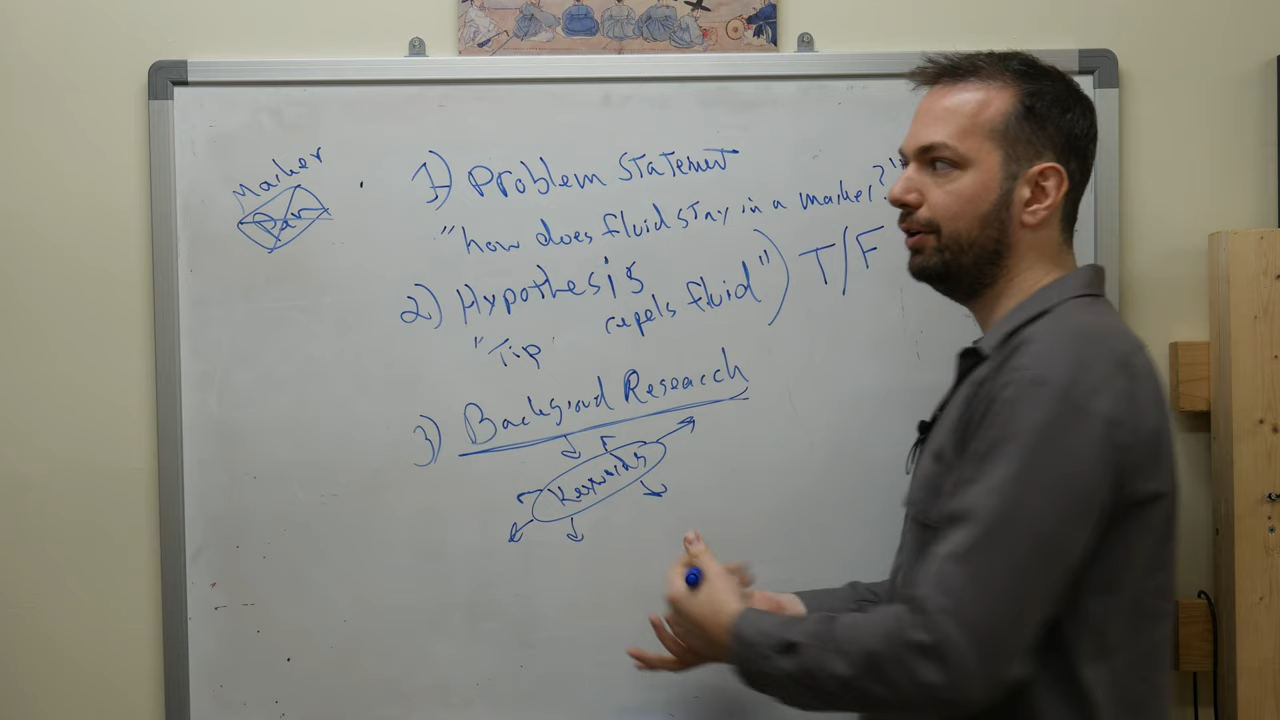 Marker
Pen
1) Problem Statement
"how does fluid stay in a marker?"
2) Hypothesis
"Tip repels fluid") T/F
3) Backgroud Research
Keywords